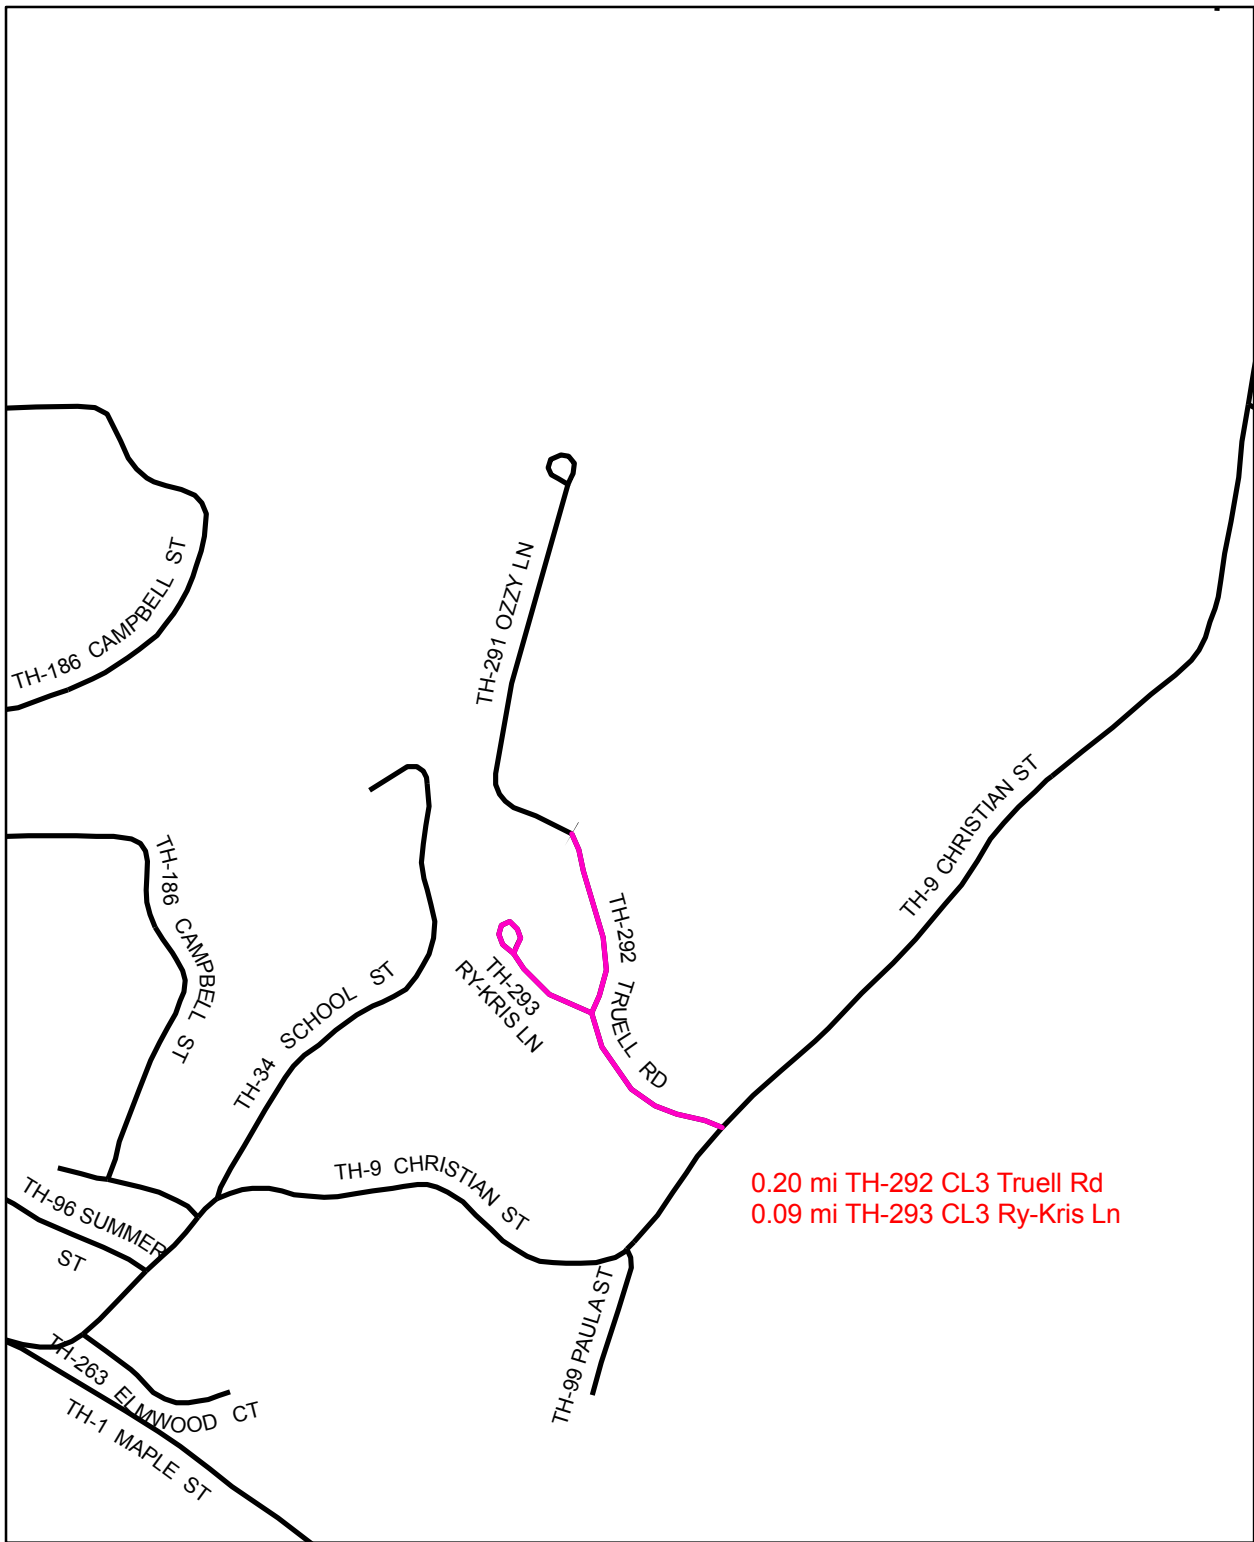 TH-186 CAMPBELL ST
TH-291 OZZY LN
TH-9 CHRISTIAN ST
TH-186 CAMPBELL ST
TH-292 TRUELL RD
TH-293
RY-KRIS LN
TH-34 SCHOOL ST
TH-9 CHRISTIAN ST
0.20 mi TH-292 CL3 Truell Rd
0.09 mi TH-293 CL3 Ry-Kris Ln
TH-96 SUMMER
ST
TH-99 PAULA ST
TH-263 ELMWOOD CT
TH-1 MAPLE ST